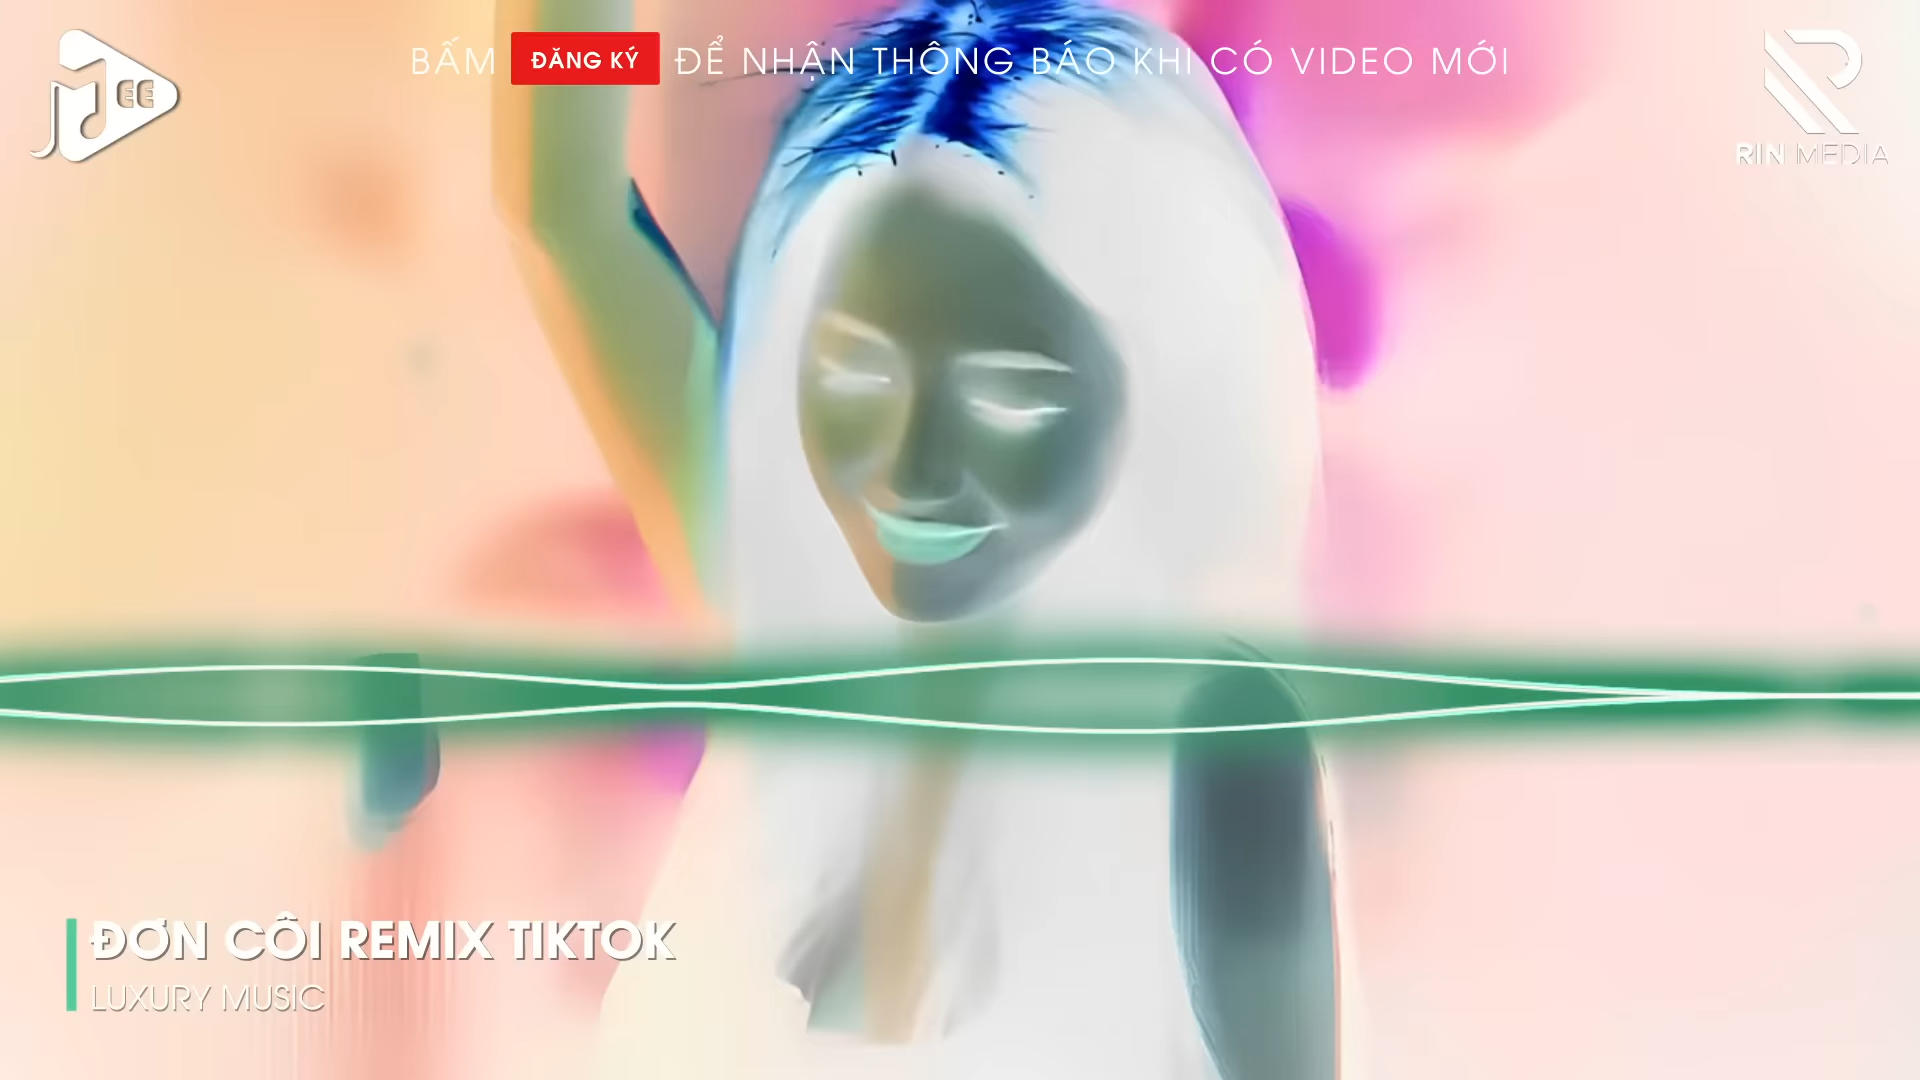 BẤM ĐĂNG KÝ ĐỂ NHẬN THÔNG BÁO KHI CÓ VIDEO MỚI
MEE
RIN MEDIA
ĐƠN CÔI REMIX TIKTOK
LUXURY MUSIC